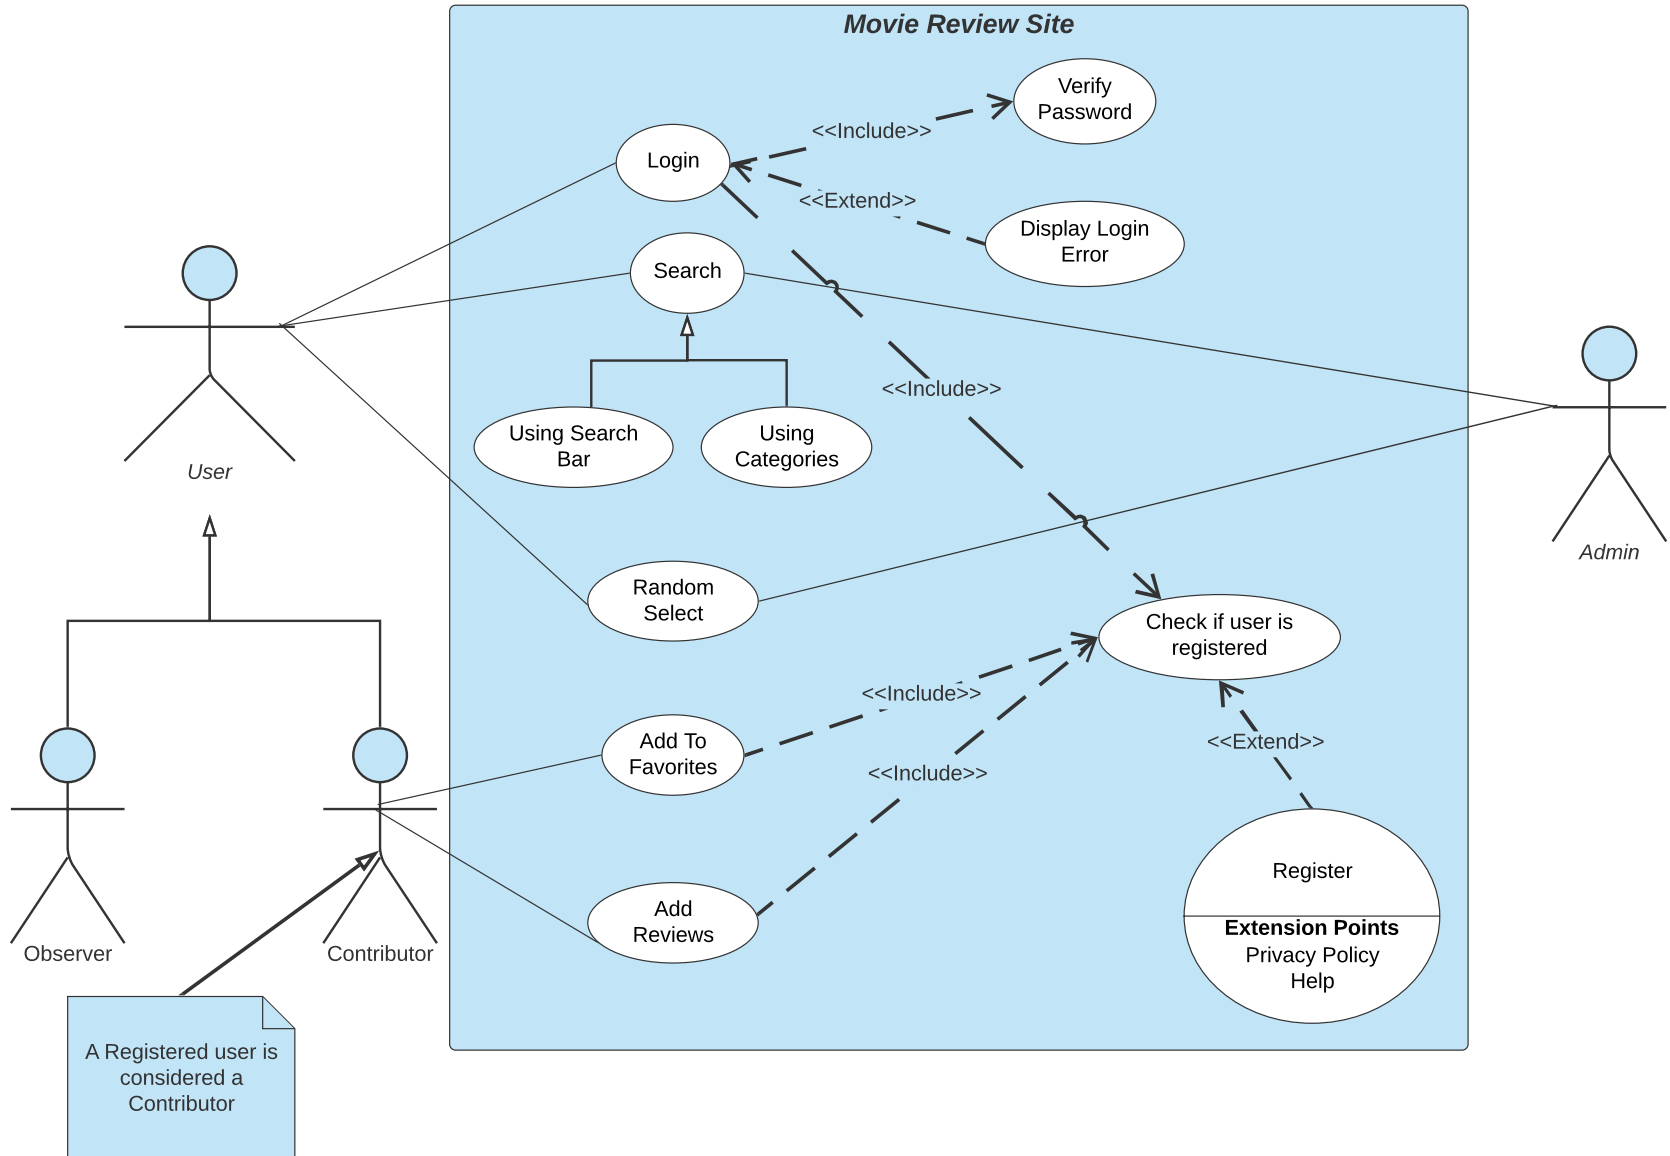 Movie Review Site
Verify
Password
<<Include>>
Login
<<Extend>>
Display Login
Error
Search
<<Include>>
Using Search
Bar
Using
Categories
User
Admin
Random
Select
Check if user is
registered
<<Include>>
Add To
Favorites
<<Extend>>
<<Include>>
Register
Add
Reviews
Extension Points
Privacy Policy
Help
Observer
Contributor
A Registered user is
considered a
Contributor